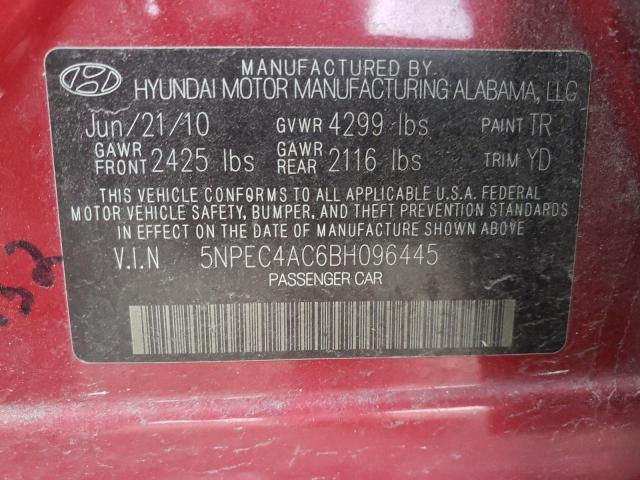 MANUFACTURED BY
HYUNDAI MOTOR MANUFACTURING ALABAMA, LLC
Jun/21/10 GVWR 4299 lbs PAINT TR
GAWR FRONT 2425 lbs GAWR REAR 2116 lbs TRIM YD
THIS VEHICLE CONFORMS TO ALL APPLICABLE U.S.A. FEDERAL
MOTOR VEHICLE SAFETY, BUMPER, AND THEFT PREVENTION STANDARDS
IN EFFECT ON THE DATE OF MANUFACTURE SHOWN ABOVE.
V.I.N 5NPEC4AC6BH096445
PASSENGER CAR